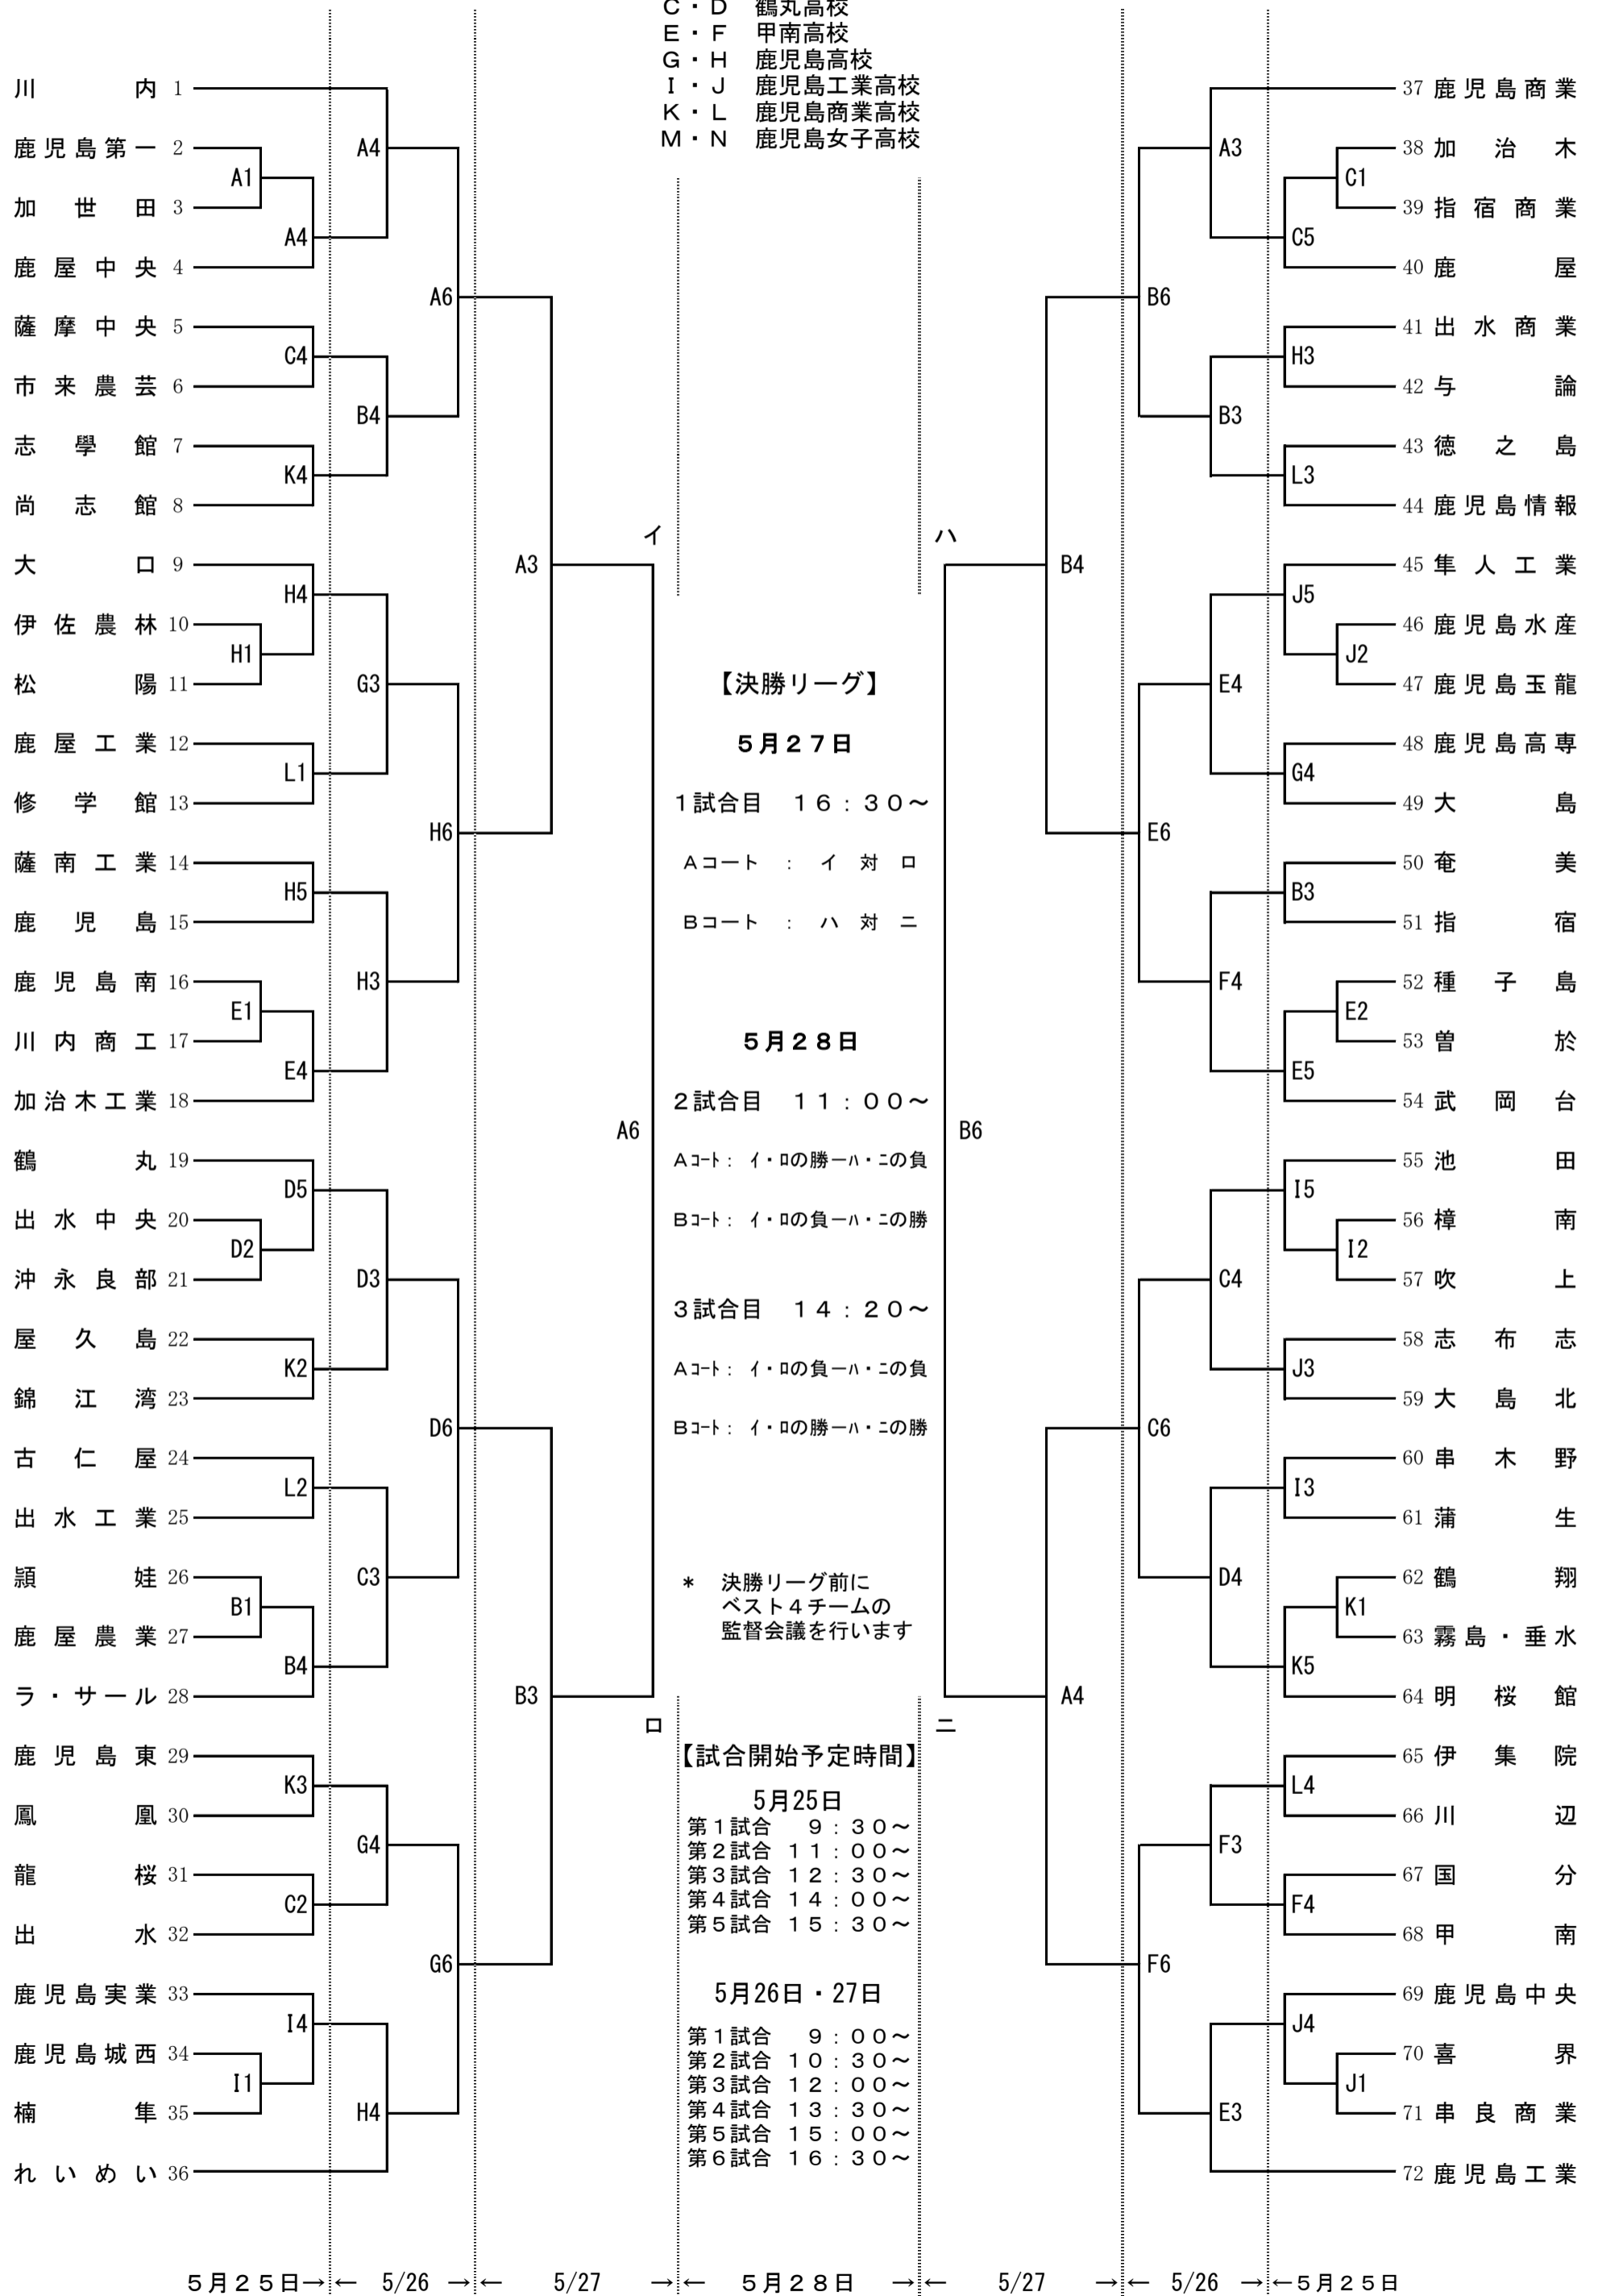 C・D 鶴丸高校
E・F 甲南高校
G・H 鹿児島高校
I・J 鹿児島工業高校
K・L 鹿児島商業高校
M・N 鹿児島女子高校
川内 1
鹿児島第一 2
加世田 3
鹿屋中央 4
薩摩中央 5
市来農芸 6
志學館 7
尚志館 8
大口 9
伊佐農林 10
松陽 11
鹿屋工業 12
修学館 13
薩南工業 14
鹿児島 15
鹿児島南 16
川内商工 17
加治木工業 18
鶴丸 19
出水中央 20
沖永良部 21
屋久島 22
錦江湾 23
古仁屋 24
出水工業 25
頴娃 26
鹿屋農業 27
ラ・サール 28
鹿児島東 29
鳳凰 30
龍桜 31
出水 32
鹿児島実業 33
鹿児島城西 34
楠隼 35
れいめい 36
A1
H1
E1
D2
B1
I1
A4
C4
K4
H4
L1
H5
E4
D5
K2
L2
B4
K3
C2
I4
A4
B4
G3
H3
D3
C3
G4
H4
A6
H6
D6
G6
A3
B3
A6
イ
ロ
【決勝リーグ】
5月27日
1試合目 16:30～
Aコート : イ 対 ロ
Bコート : ハ 対 ニ
5月28日
2試合目 11:00～
Aｺｰﾄ: ｲ・ﾛの勝ーﾊ・ﾆの負
Bｺｰﾄ: ｲ・ﾛの負ーﾊ・ﾆの勝
3試合目 14:20～
Aｺｰﾄ: ｲ・ﾛの負ーﾊ・ﾆの負
Bｺｰﾄ: ｲ・ﾛの勝ーﾊ・ﾆの勝
* 決勝リーグ前に
ベスト4チームの
監督会議を行います
【試合開始予定時間】
5月25日
第1試合 9:30～
第2試合 11:00～
第3試合 12:30～
第4試合 14:00～
第5試合 15:30～
5月26日・27日
第1試合 9:00～
第2試合 10:30～
第3試合 12:00～
第4試合 13:30～
第5試合 15:00～
第6試合 16:30～
ハ
ニ
B6
B4
A4
B6
E6
C6
F6
A3
B3
E4
F4
C4
D4
F3
E3
C5
H3
L3
J5
G4
B3
E5
I5
J3
I3
K5
L4
F4
J4
C1
J2
E2
I2
K1
J1
37 鹿児島商業
38 加治木
39 指宿商業
40 鹿屋
41 出水商業
42 与論
43 徳之島
44 鹿児島情報
45 隼人工業
46 鹿児島水産
47 鹿児島玉龍
48 鹿児島高専
49 大島
50 奄美
51 指宿
52 種子島
53 曽於
54 武岡台
55 池田
56 樟南
57 吹上
58 志布志
59 大島北
60 串木野
61 蒲生
62 鶴翔
63 霧島・垂水
64 明桜館
65 伊集院
66 川辺
67 国分
68 甲南
69 鹿児島中央
70 喜界
71 串良商業
72 鹿児島工業
5月25日→←5/26→←5/27→←5月28日→←5/27→←5/26→←5月25日